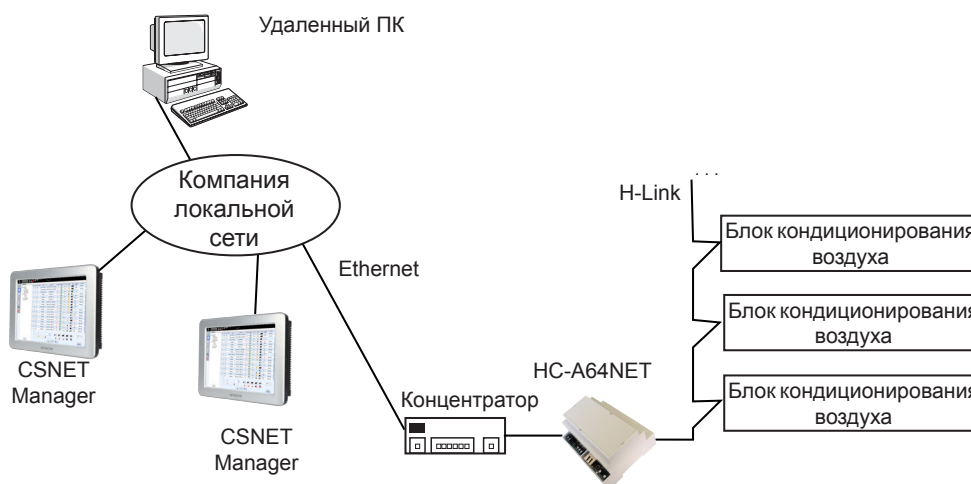 Удаленный ПК
Компания
локальной
сети
H-Link
. . .
Блок кондиционирования
воздуха
Ethernet
Блок кондиционирования
воздуха
CSNET
Manager
HC-A64NET
Блок кондиционирования
воздуха
Концентратор
CSNET
Manager